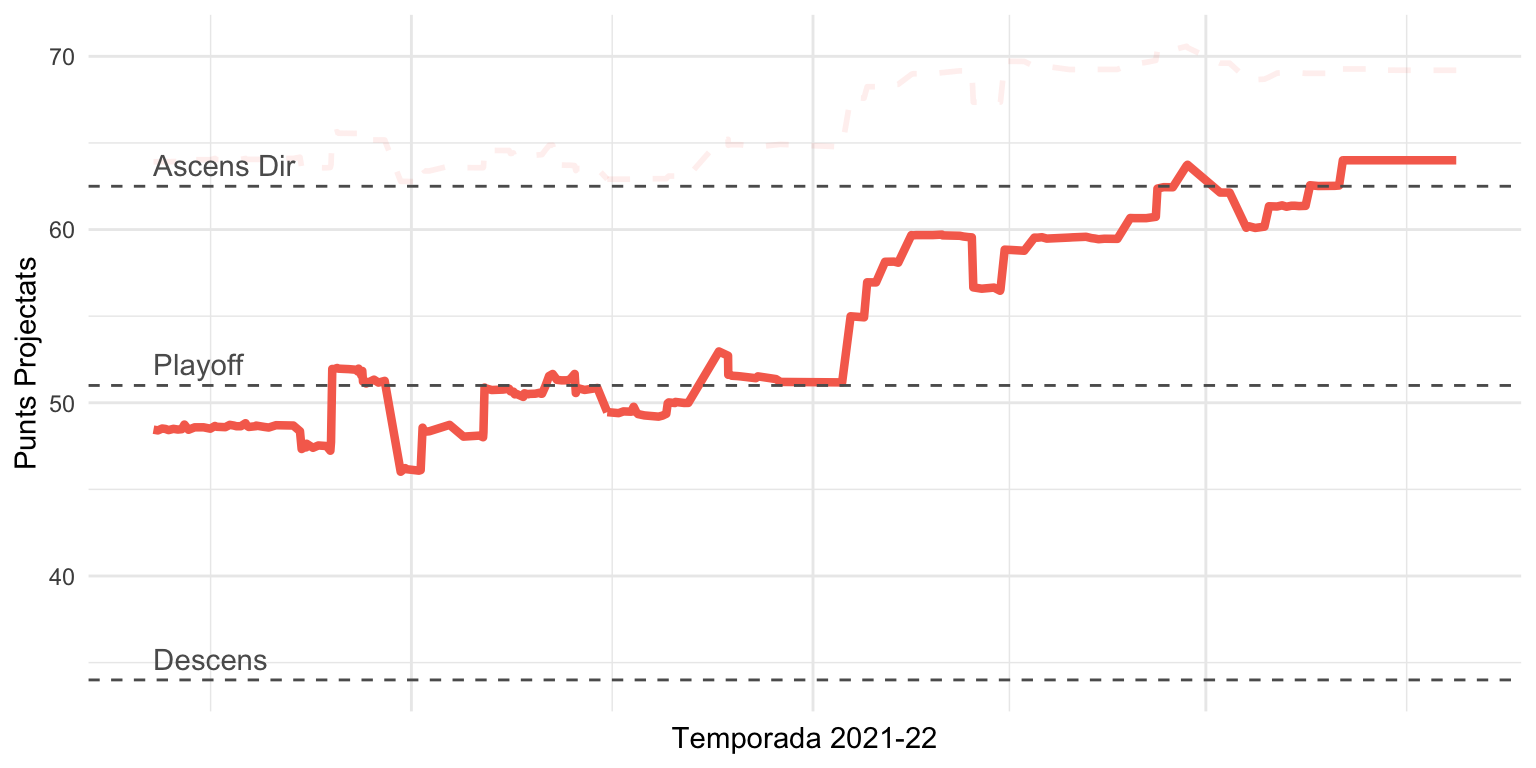 70
Ascens Dir
60
Playoff
50
40
Descens
Punts Projectats
Temporada 2021-22